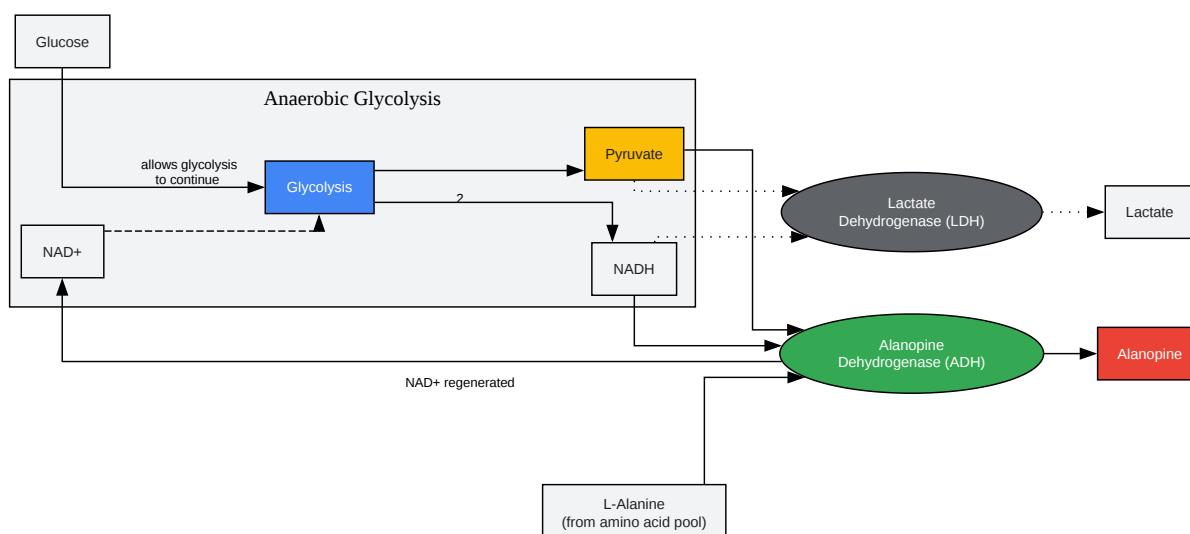 Glucose
Anaerobic Glycolysis
Pyruvate
allows glycolysis
to continue
Glycolysis
2
Lactate
Dehydrogenase (LDH)
Lactate
NAD+
NADH
Alanopine
Dehydrogenase (ADH)
Alanopine
NAD+ regenerated
L-Alanine
(from amino acid pool)